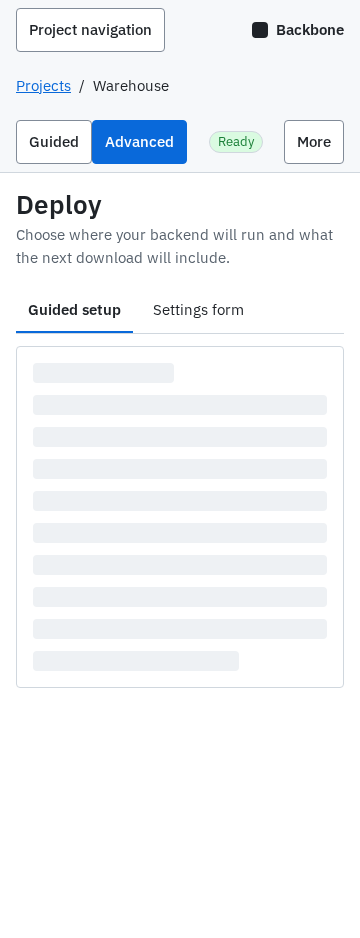 Project navigation
Backbone
Projects / Warehouse
Guided Advanced Ready More
Deploy
Choose where your backend will run and what
the next download will include.
Guided setup Settings form